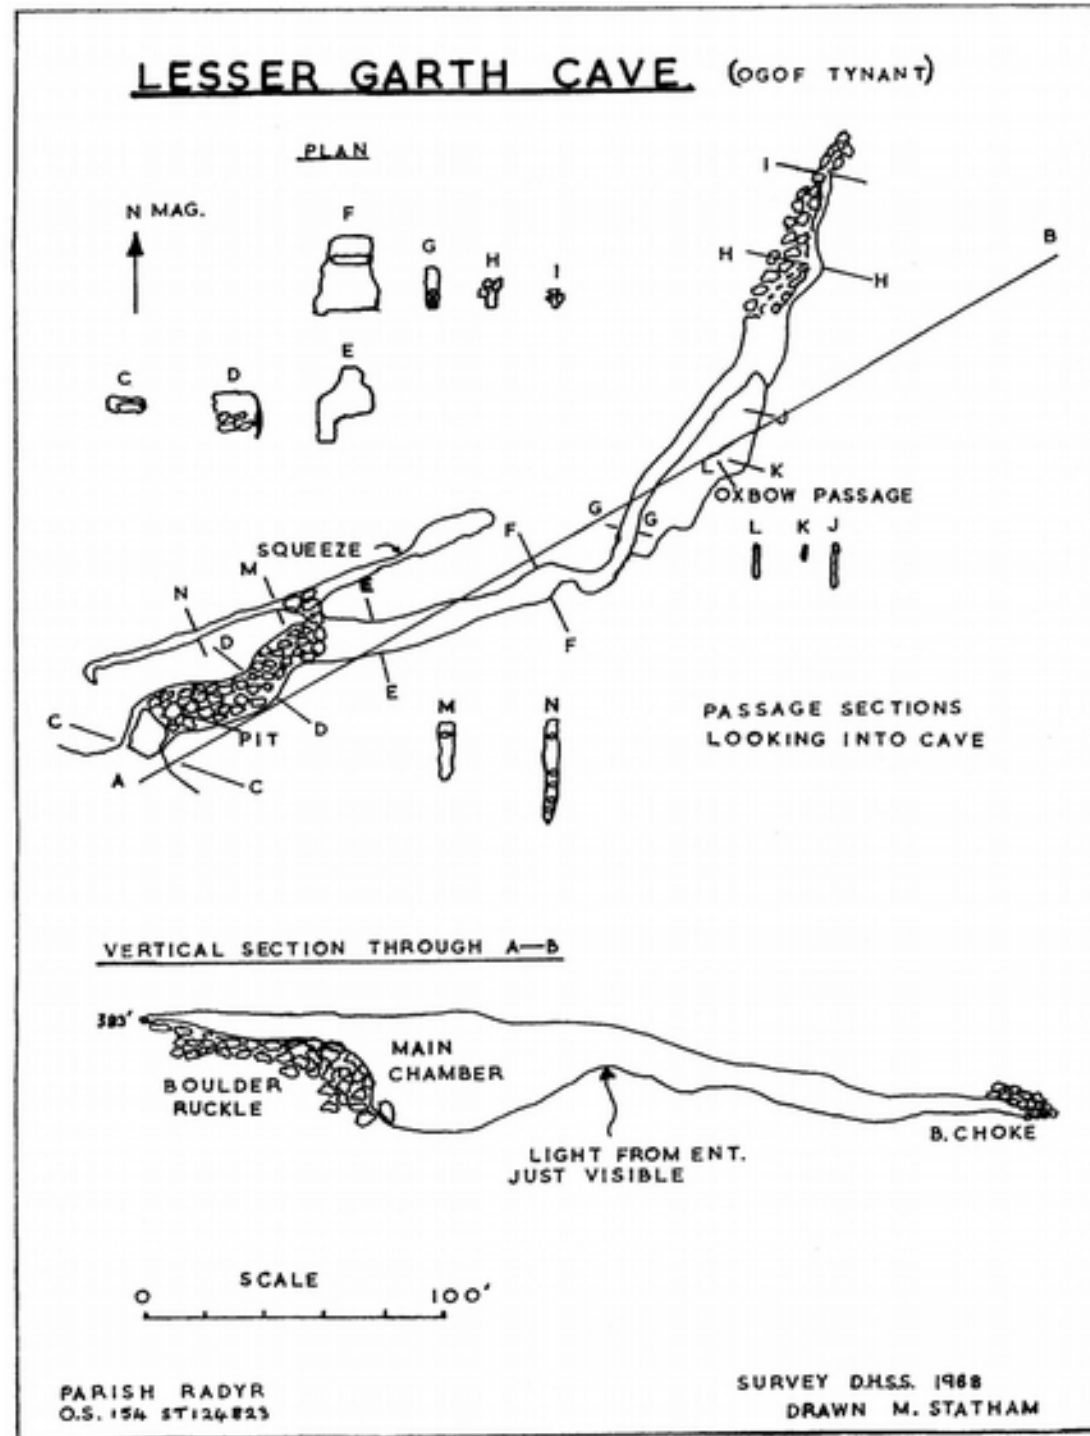 LESSER GARTH CAVE. (OGOF TYNANT)
PLAN
N MAG.
F
G
H
I
C
D
E
I
H
H
B
J
L
K
OXBOW PASSAGE
L
K
J
G
G
F
F
SQUEEZE
M
N
E
E
D
D
C
PIT
A
C
M
N
PASSAGE SECTIONS
LOOKING INTO CAVE
VERTICAL SECTION THROUGH A—B
MAIN
CHAMBER
BOULDER
RUCKLE
B. CHOKE
LIGHT FROM ENT.
JUST VISIBLE
SCALE
0 100'
PARISH RADYR
O.S. 154 ST124823
SURVEY D.H.S.S. 1968
DRAWN M. STATHAM